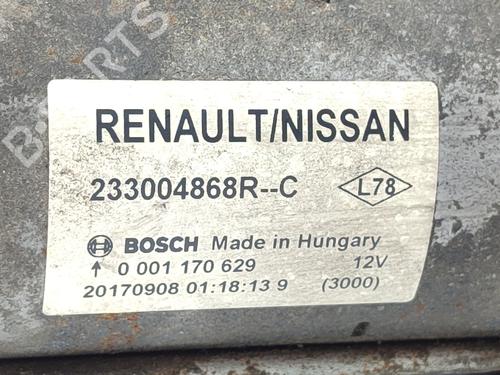 B-PARTS
RENAULT/NISSAN
233004868R--C
L78
BOSCH Made in Hungary
0 001 170 629 12V
20170908 01:18:13 9 (3000)